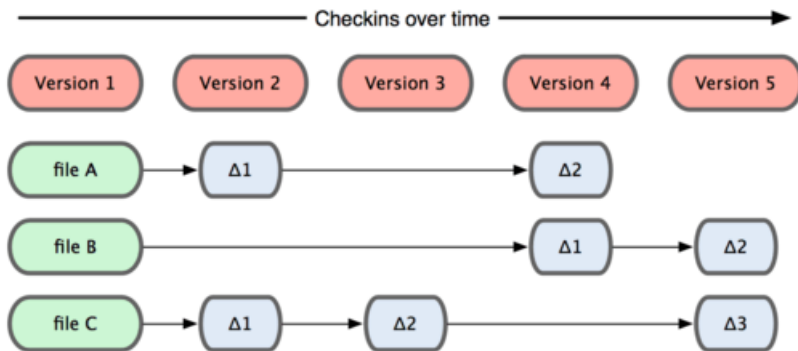 Checkins over time
Version 1 Version 2 Version 3 Version 4 Version 5
file A Δ1 Δ2
file B Δ1 Δ2
file C Δ1 Δ2 Δ3